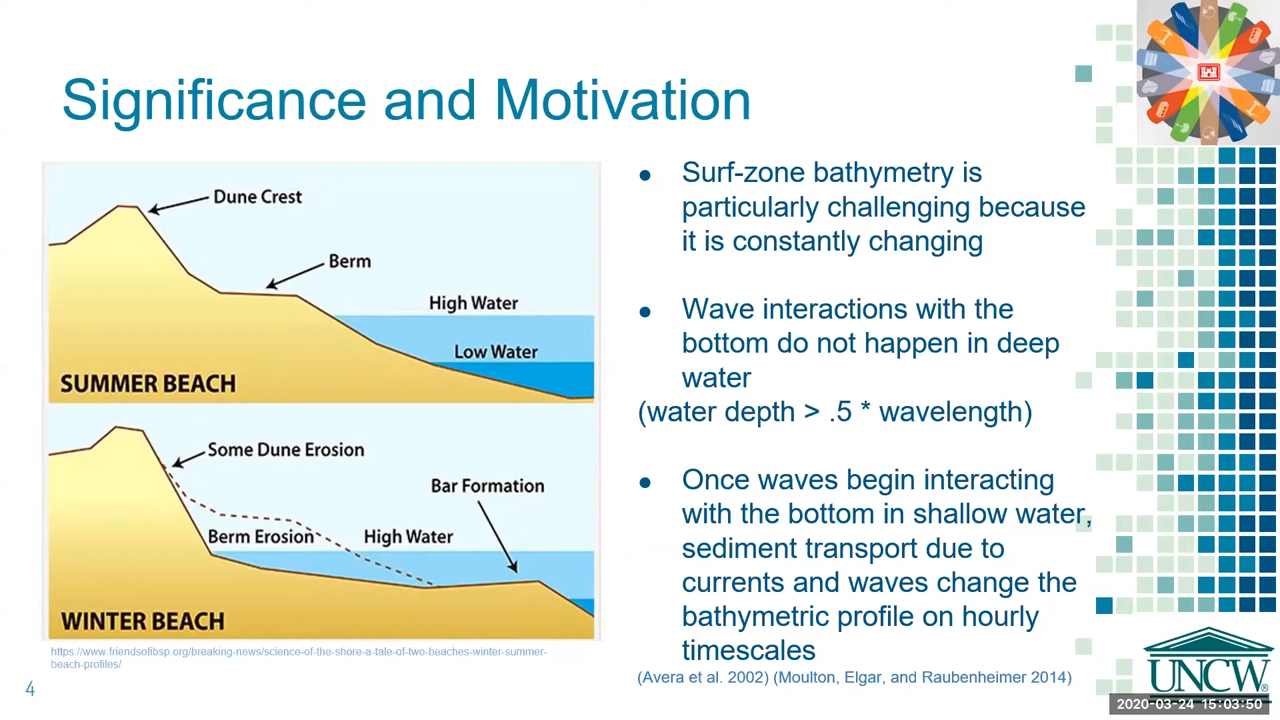 Significance and Motivation
Dune Crest
Berm
High Water
Low Water
SUMMER BEACH
Some Dune Erosion
Bar Formation
Berm Erosion
High Water
WINTER BEACH
https://www.friendsofibsp.org/breaking-news/science-of-the-shore-a-tale-of-two-beaches-winter-summer-
beach-profiles/
4
● Surf-zone bathymetry is
particularly challenging because
it is constantly changing
● Wave interactions with the
bottom do not happen in deep
water
(water depth > .5 * wavelength)
● Once waves begin interacting
with the bottom in shallow water,
sediment transport due to
currents and waves change the
bathymetric profile on hourly
timescales
(Avera et al. 2002) (Moulton, Elgar, and Raubenheimer 2014)
UNCW®
2020-03-24 15:03:50